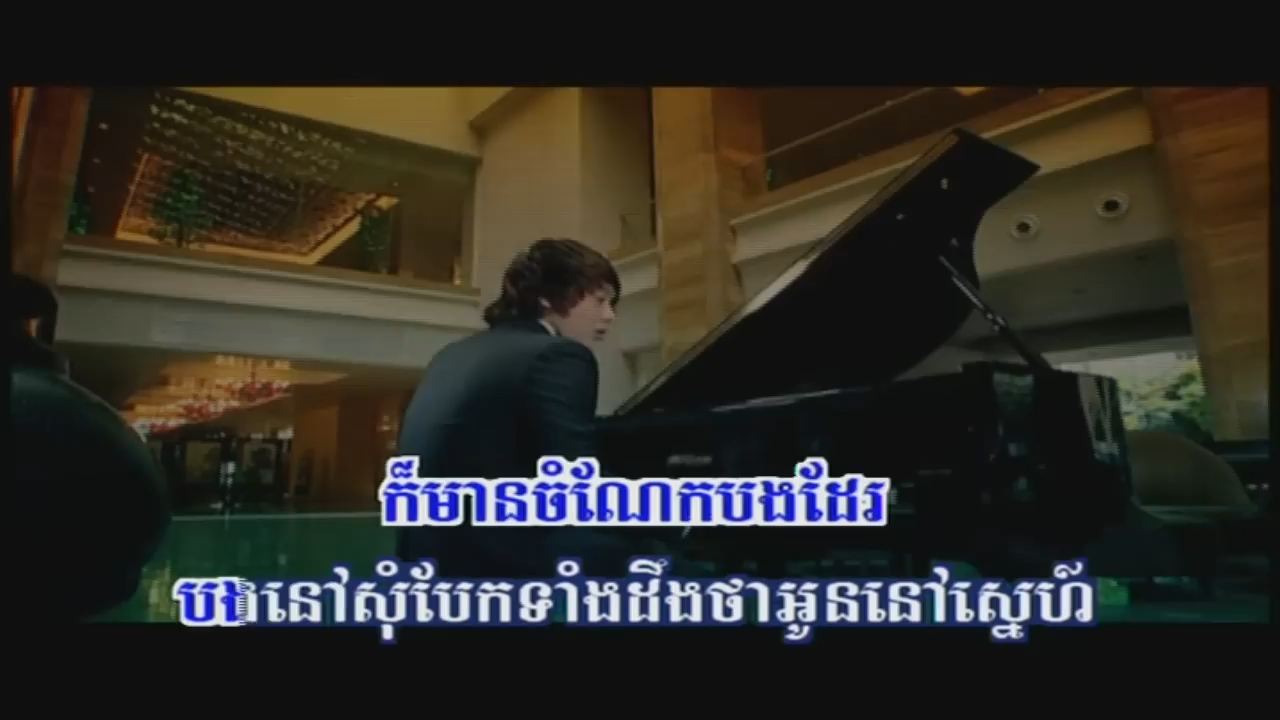 ក៏មានចំណែកបងដែរ
បងនៅសុំបែកទាំងដឹងថាអូននៅស្នេហ៍